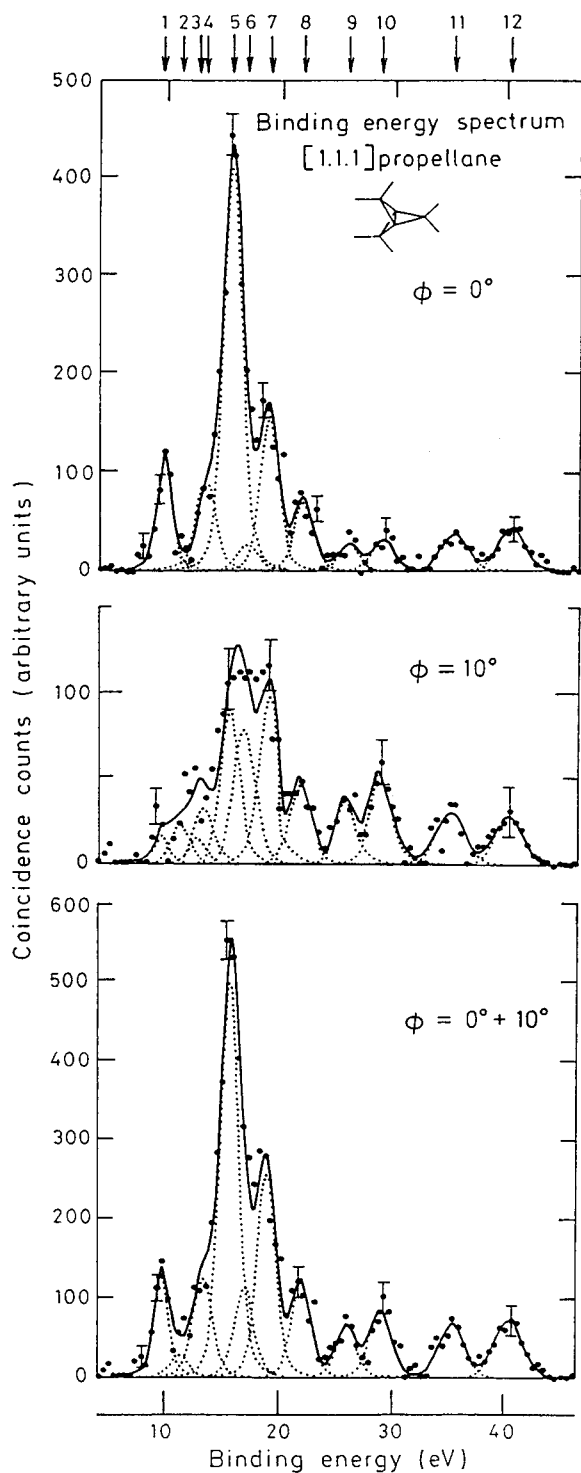 1 2 3 4 5 6 7 8 9 10 11 12
500
Binding energy spectrum
[1.1.1] propellane
400
φ = 0°
300
200
100
0
φ = 10°
100
0
600
500
φ = 0° + 10°
400
300
200
100
0
10 20 30 40
Binding energy (eV)
Coincidence counts (arbitrary units)